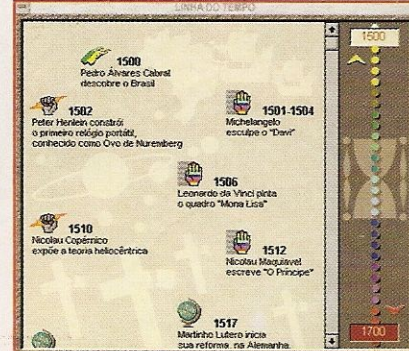 LINHA DO TEMPO
1500
1500
Pedro Álvares Cabral
descobre o Brasil
1502
Peter Henlein constrói
o primeiro relógio portátil,
conhecido como Ovo de Nuremberg
1501-1504
Michelangelo
esculpe o "Davi"
1506
Leonardo da Vinci pinta
o quadro "Mona Lisa"
1510
Nicolau Copérnico
expõe a teoria heliocêntrica
1512
Nicolau Maquiavel
escreve "O Príncipe"
1517
Martinho Lutero inicia
sua reforma, na Alemanha.
1700